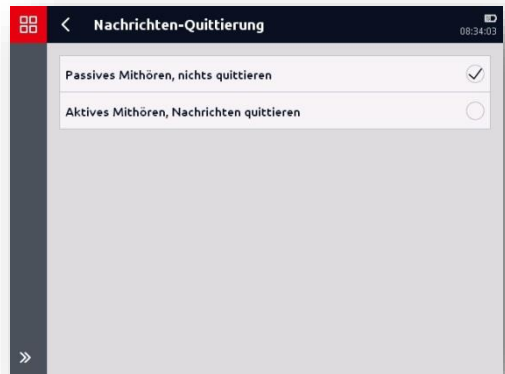 Nachrichten-Quittierung
08:34:03
Passives Mithören, nichts quittieren
Aktives Mithören, Nachrichten quittieren